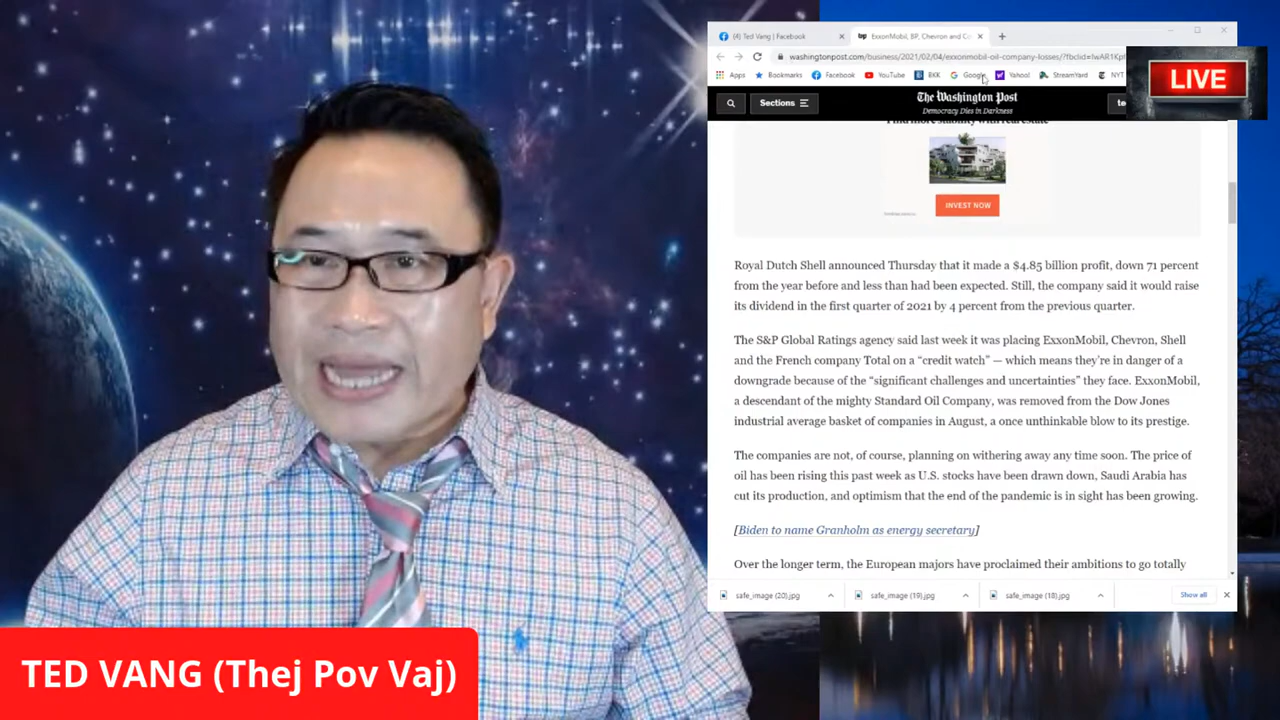 (4) Ted Vang | Facebook
ExxonMobil, BP, Chevron and Co
washingtonpost.com/business/2021/02/04/exxonmobil-oil-company-losses/?fbclid=IwAR1Kpf
Apps Bookmarks Facebook YouTube BKK Google Yahoo! StreamYard NYT
LIVE
Sections
The Washington Post
Democracy Dies in Darkness
INVEST NOW
Royal Dutch Shell announced Thursday that it made a $4.85 billion profit, down 71 percent
from the year before and less than had been expected. Still, the company said it would raise
its dividend in the first quarter of 2021 by 4 percent from the previous quarter.
The S&P Global Ratings agency said last week it was placing ExxonMobil, Chevron, Shell
and the French company Total on a “credit watch” — which means they’re in danger of a
downgrade because of the “significant challenges and uncertainties” they face. ExxonMobil,
a descendant of the mighty Standard Oil Company, was removed from the Dow Jones
industrial average basket of companies in August, a once unthinkable blow to its prestige.
The companies are not, of course, planning on withering away any time soon. The price of
oil has been rising this past week as U.S. stocks have been drawn down, Saudi Arabia has
cut its production, and optimism that the end of the pandemic is in sight has been growing.
[Biden to name Granholm as energy secretary]
Over the longer term, the European majors have proclaimed their ambitions to go totally
safe_image (20).jpg safe_image (19).jpg safe_image (18).jpg Show all
TED VANG (Thej Pov Vaj)